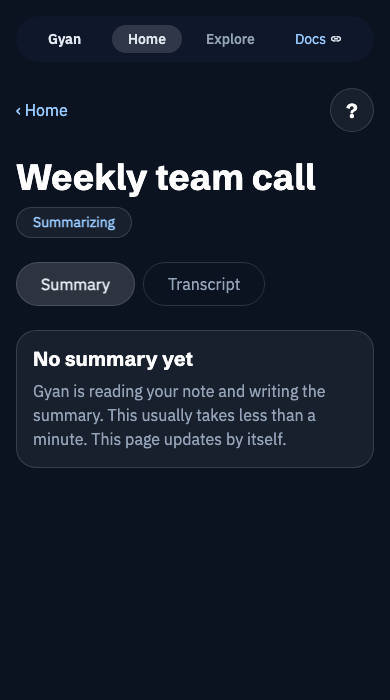 Gyan Home Explore Docs
‹ Home ?
Weekly team call
Summarizing
Summary Transcript
No summary yet
Gyan is reading your note and writing the
summary. This usually takes less than a
minute. This page updates by itself.